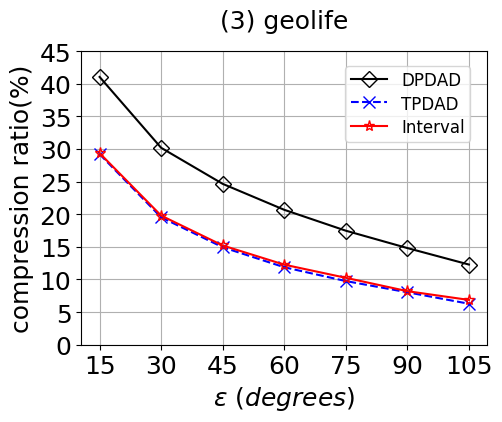 (3) geolife
compression ratio(%)
45
40
35
30
25
20
15
10
5
0
DPDAD
TPDAD
Interval
15 30 45 60 75 90 105
ε (degrees)